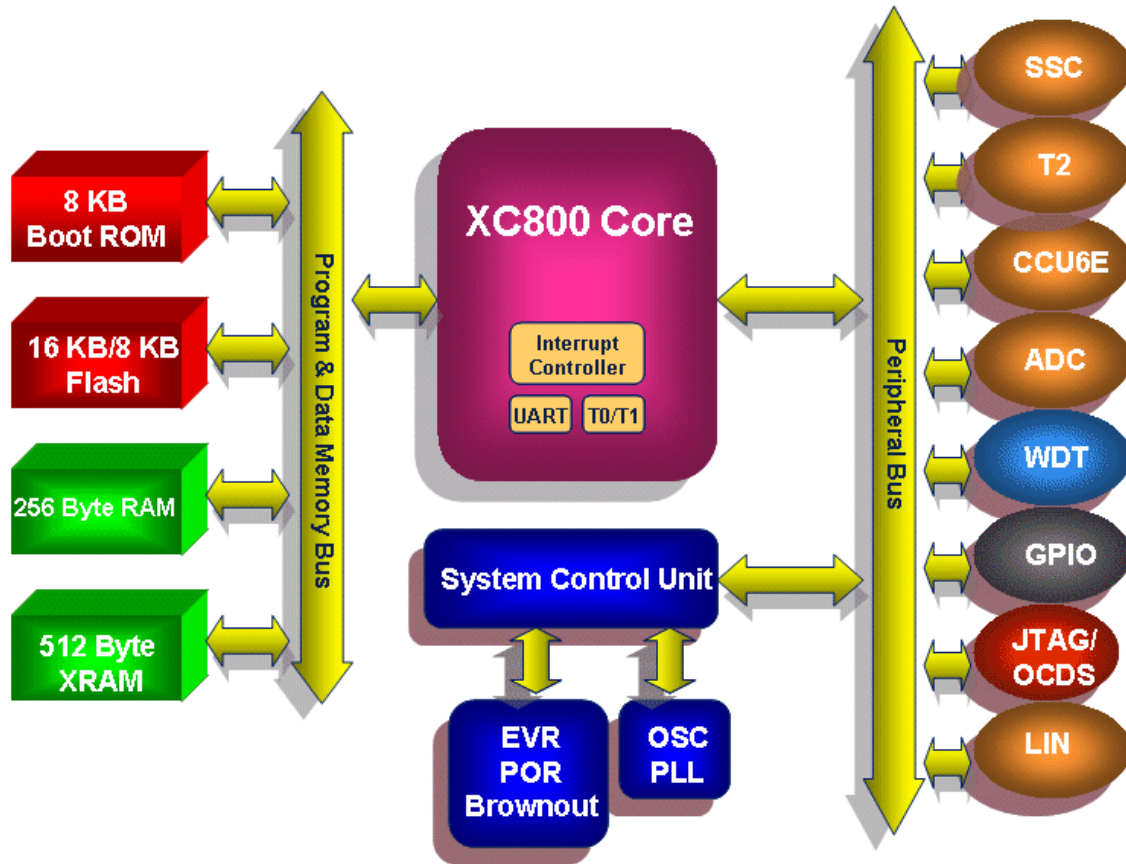 8 KB
Boot ROM
16 KB/8 KB
Flash
256 Byte RAM
512 Byte
XRAM
Program & Data Memory Bus
XC800 Core
Interrupt
Controller
UART
T0/T1
System Control Unit
EVR
POR
Brownout
OSC
PLL
Peripheral Bus
SSC
T2
CCU6E
ADC
WDT
GPIO
JTAG/
OCDS
LIN